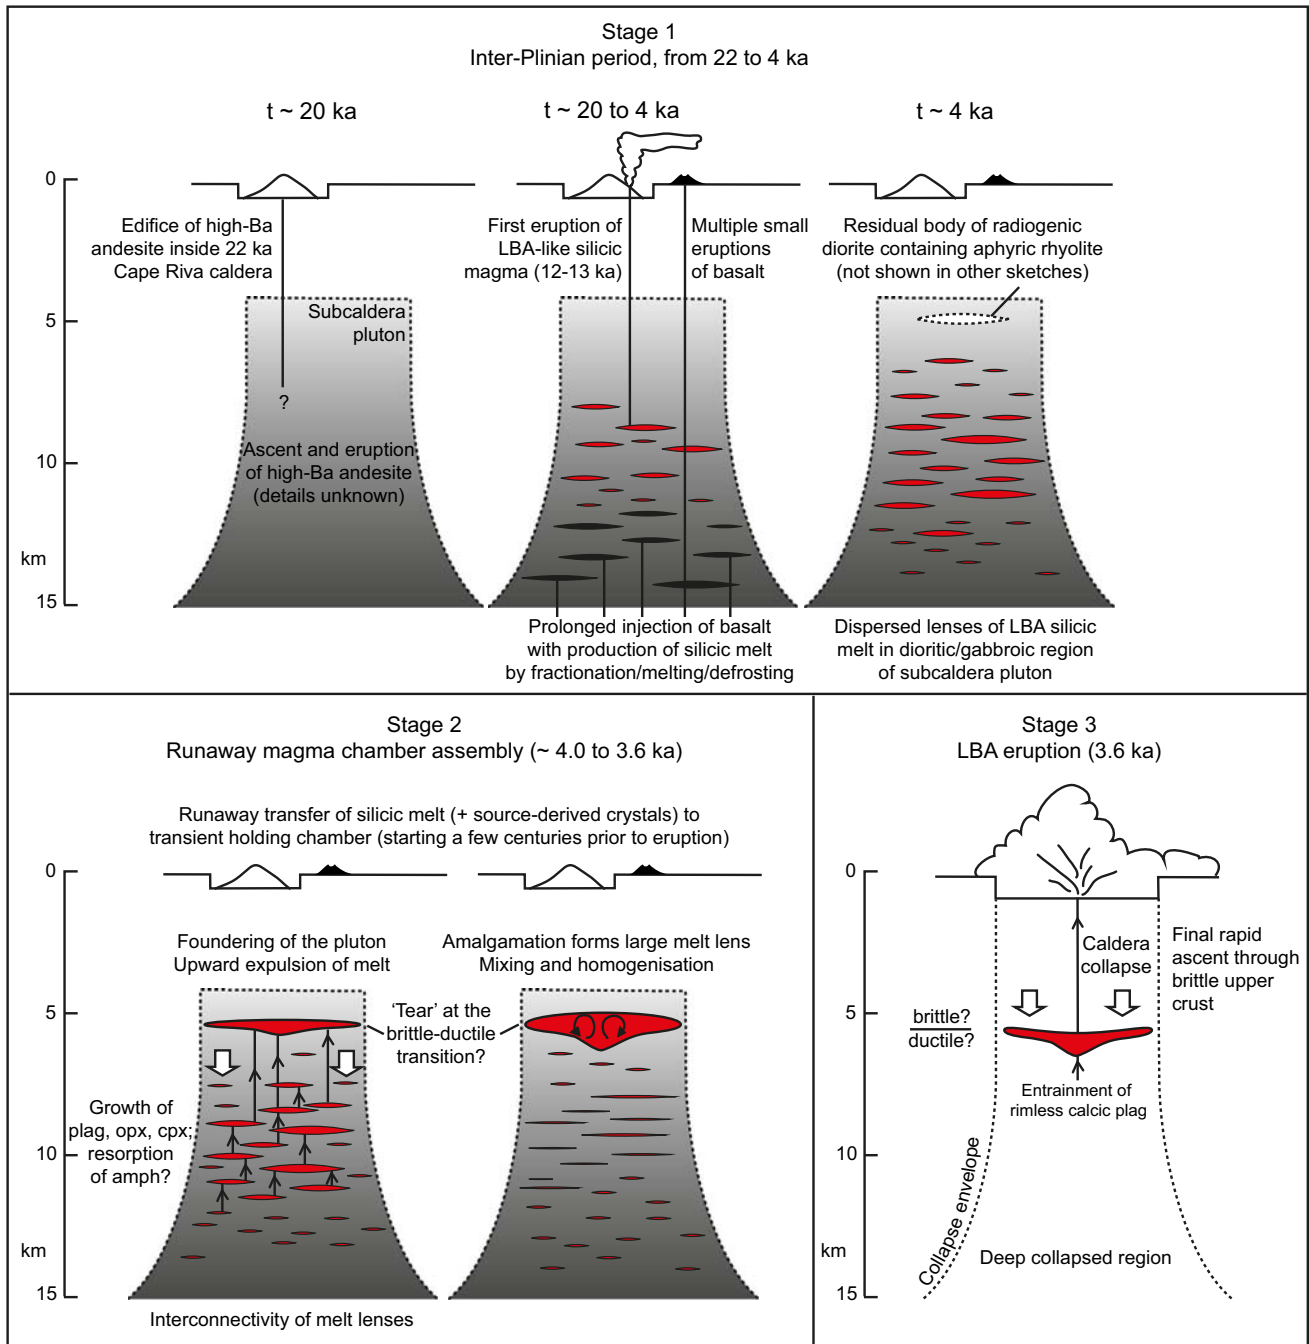 Stage 1
Inter-Plinian period, from 22 to 4 ka
t ~ 20 ka
t ~ 20 to 4 ka
t ~ 4 ka
0
5
10
km
15
Edifice of high-Ba
andesite inside 22 ka
Cape Riva caldera
Subcaldera
pluton
?
Ascent and eruption
of high-Ba andesite
(details unknown)
First eruption of
LBA-like silicic
magma (12-13 ka)
Multiple small
eruptions
of basalt
Prolonged injection of basalt
with production of silicic melt
by fractionation/melting/defrosting
Residual body of radiogenic
diorite containing aphyric rhyolite
(not shown in other sketches)
Dispersed lenses of LBA silicic
melt in dioritic/gabbroic region
of subcaldera pluton
Stage 2
Runaway magma chamber assembly (~ 4.0 to 3.6 ka)
Runaway transfer of silicic melt (+ source-derived crystals) to
transient holding chamber (starting a few centuries prior to eruption)
0
5
10
km
15
Foundering of the pluton
Upward expulsion of melt
Growth of
plag, opx, cpx;
resorption
of amph?
Interconnectivity of melt lenses
'Tear' at the
brittle-ductile
transition?
Amalgamation forms large melt lens
Mixing and homogenisation
Stage 3
LBA eruption (3.6 ka)
0
5
10
km
15
Caldera
collapse
Final rapid
ascent through
brittle upper
crust
brittle?
ductile?
Entrainment of
rimless calcic plag
Collapse envelope
Deep collapsed region